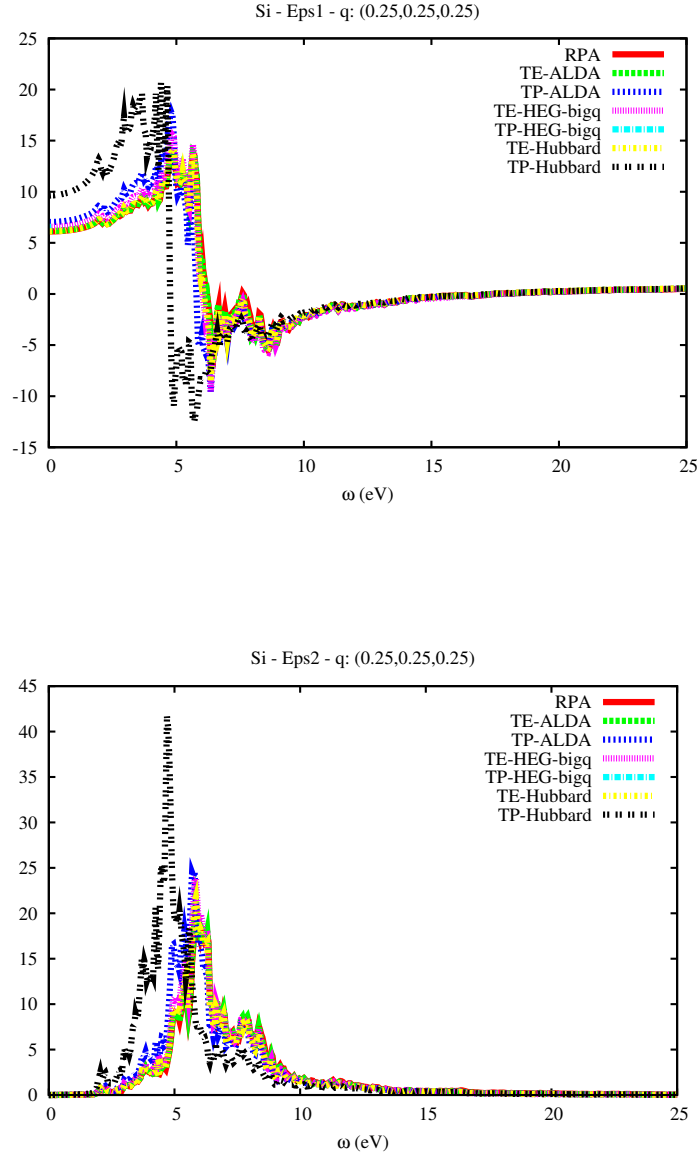 Si - Eps1 - q: (0.25,0.25,0.25)
25
20
15
10
5
0
-5
-10
-15
RPA
TE-ALDA
TP-ALDA
TE-HEG-bigq
TP-HEG-bigq
TE-Hubbard
TP-Hubbard
0 5 10 15 20 25
ω (eV)
Si - Eps2 - q: (0.25,0.25,0.25)
45
40
35
30
25
20
15
10
5
0
RPA
TE-ALDA
TP-ALDA
TE-HEG-bigq
TP-HEG-bigq
TE-Hubbard
TP-Hubbard
0 5 10 15 20 25
ω (eV)